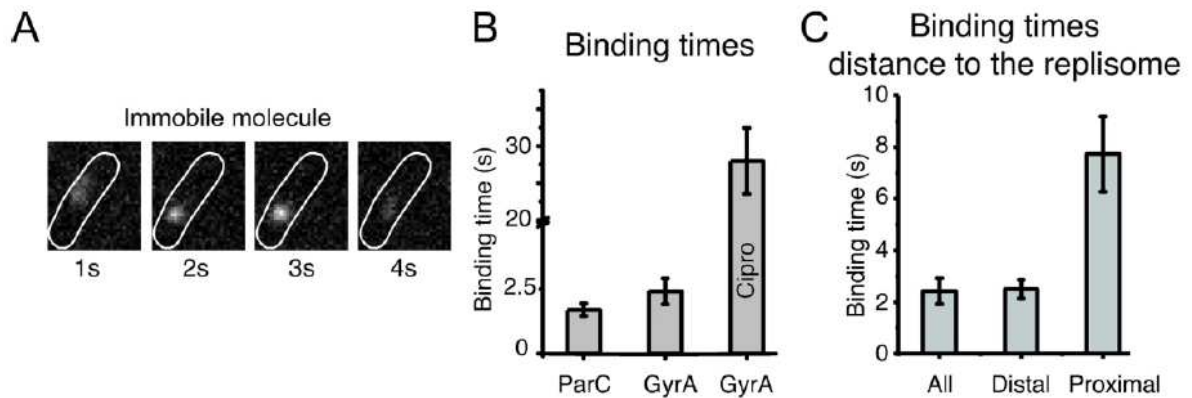 A
Immobile molecule
1s 2s 3s 4s
B
Binding times
Binding time (s)
30
20
2.5
0
Cipro
ParC GyrA GyrA
C
Binding times
distance to the replisome
Binding time (s)
10
8
6
4
2
0
All Distal Proximal